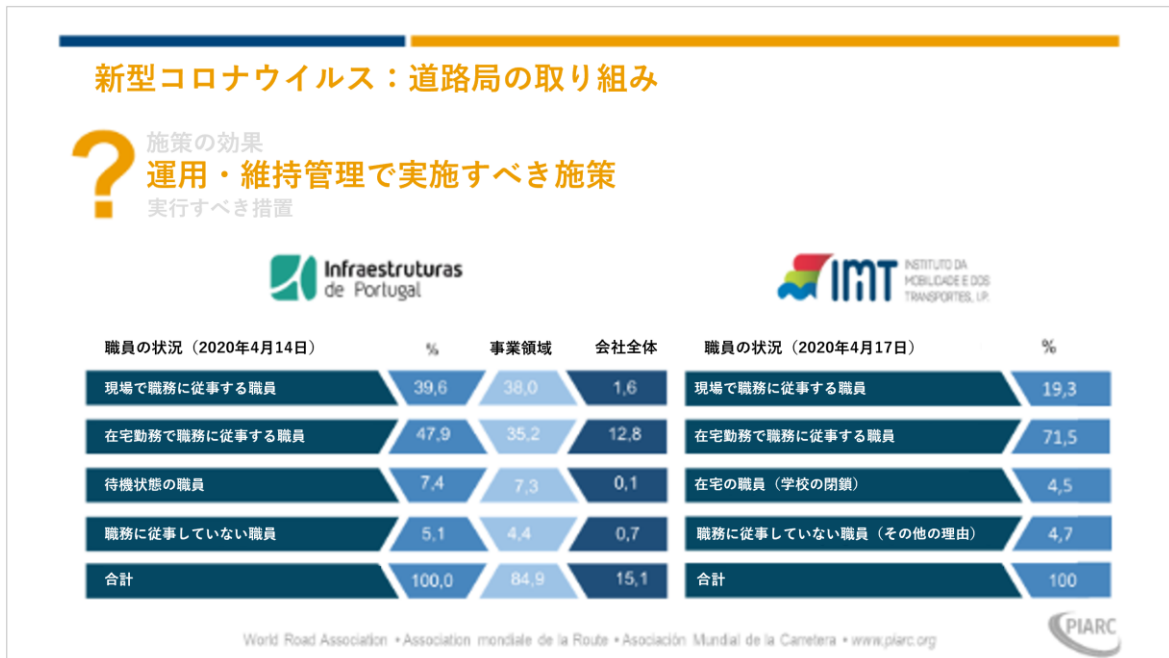 新型コロナウイルス：道路局の取り組み
?
施策の効果
運用・維持管理で実施すべき施策
実行すべき措置
Infraestruturas
de Portugal
IMT
INSTITUTO DA
MOBILIDADE E DOS
TRANSPORTES, I.P.
職員の状況（2020年4月14日） % 事業領域 会社全体
現場で職務に従事する職員 39,6 38,0 1,6
在宅勤務で職務に従事する職員 47,9 35,2 12,8
待機状態の職員 7,4 7,3 0,1
職務に従事していない職員 5,1 4,4 0,7
合計 100,0 84,9 15,1
職員の状況（2020年4月17日） %
現場で職務に従事する職員 19,3
在宅勤務で職務に従事する職員 71,5
在宅の職員（学校の閉鎖） 4,5
職務に従事していない職員（その他の理由） 4,7
合計 100
World Road Association • Association mondiale de la Route • Asociación Mundial de la Carretera • www.piarc.org
PIARC